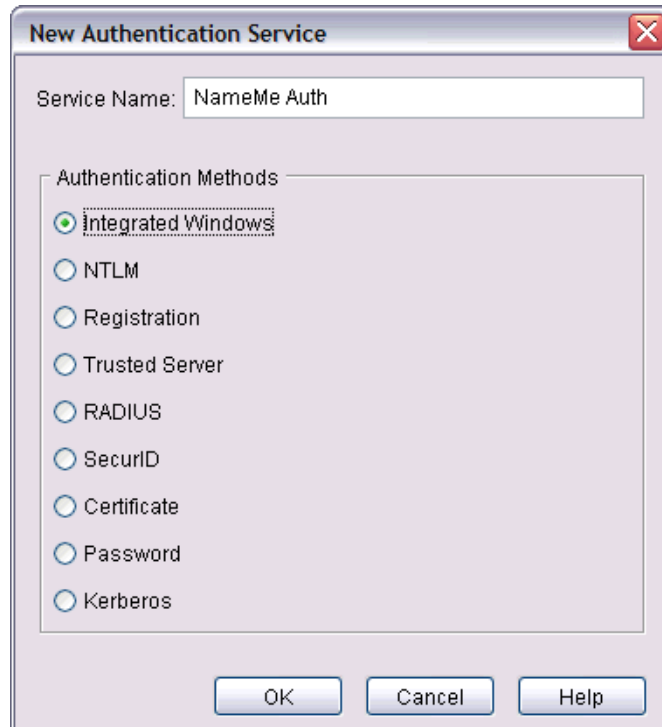 New Authentication Service
Service Name: NameMe Auth
Authentication Methods
Integrated Windows
NTLM
Registration
Trusted Server
RADIUS
SecurID
Certificate
Password
Kerberos
OK Cancel Help